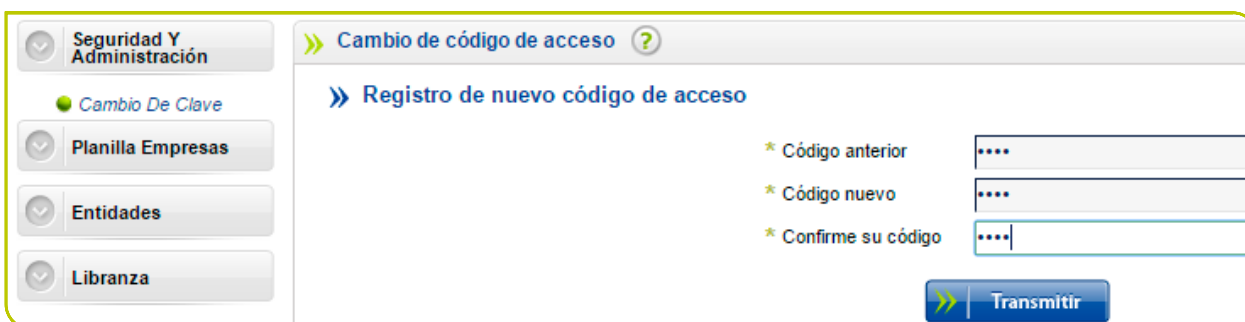 Seguridad Y
Administración
Cambio De Clave
Planilla Empresas
Entidades
Libranza
Cambio de código de acceso ?
Registro de nuevo código de acceso
* Código anterior ••••
* Código nuevo ••••
* Confirme su código ••••
Transmitir